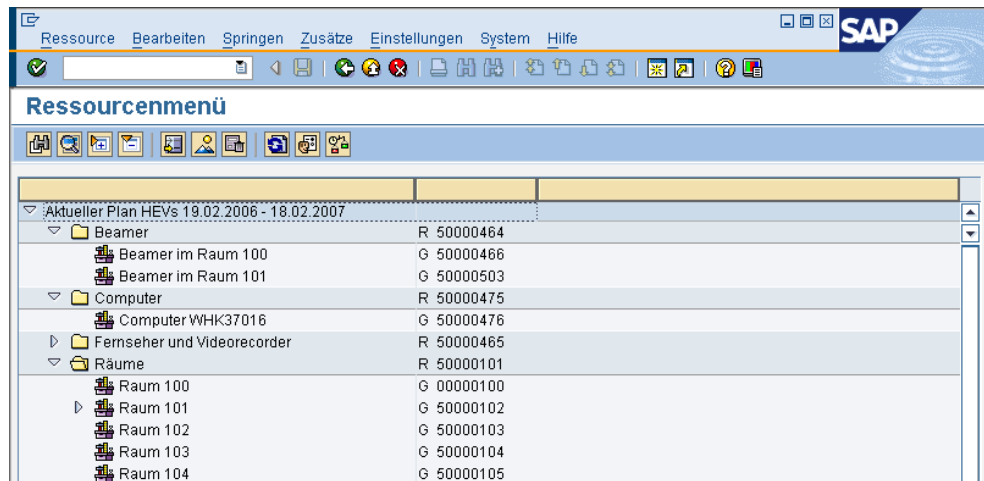 Ressource Bearbeiten Springen Zusätze Einstellungen System Hilfe
SAP
Ressourcenmenü
Aktueller Plan HEVs 19.02.2006 - 18.02.2007
Beamer R 50000464
Beamer im Raum 100 G 50000466
Beamer im Raum 101 G 50000503
Computer R 50000475
Computer WHK37016 G 50000476
Fernseher und Videorecorder R 50000465
Räume R 50000101
Raum 100 G 00000100
Raum 101 G 50000102
Raum 102 G 50000103
Raum 103 G 50000104
Raum 104 G 50000105